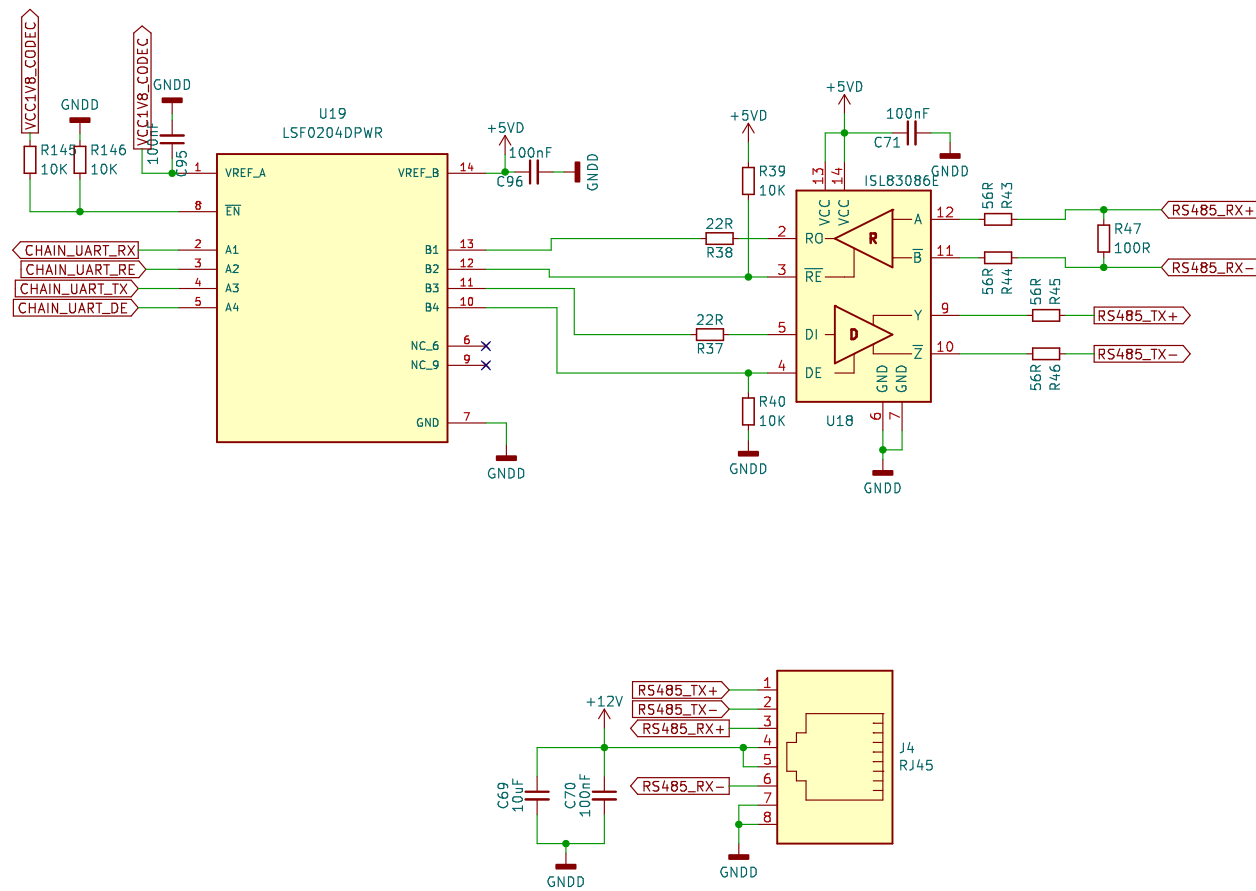 VCC1V8_CODEC
VCC1V8_CODEC
GNDD
GNDD
R145
10K
R146
10K
100nF
C95
U19
LSF0204DPWR
1
VREF_A
8
EN
CHAIN_UART_RX
2
A1
CHAIN_UART_RE
3
A2
CHAIN_UART_TX
4
A3
CHAIN_UART_DE
5
A4
VREF_B
14
B1
13
B2
12
B3
11
B4
10
NC_6
6
NC_9
9
GND
7
GNDD
+5VD
100nF
C96
GNDD
+5VD
R39
10K
22R
R38
22R
R37
R40
10K
GNDD
+5VD
100nF
C71
GNDD
ISL83086E
13
14
VCC
VCC
2
RO
R
A
12
3
RE
B
11
5
DI
D
Y
9
4
DE
Z
10
GND
GND
6
7
U18
GNDD
56R
R43
56R
R44
56R
R45
56R
R46
R47
100R
RS485_RX+
RS485_RX-
RS485_TX+
RS485_TX-
RS485_TX+
1
RS485_TX-
2
RS485_RX+
3
4
5
RS485_RX-
6
7
8
+12V
C69
10uF
C70
100nF
GNDD
GNDD
J4
RJ45